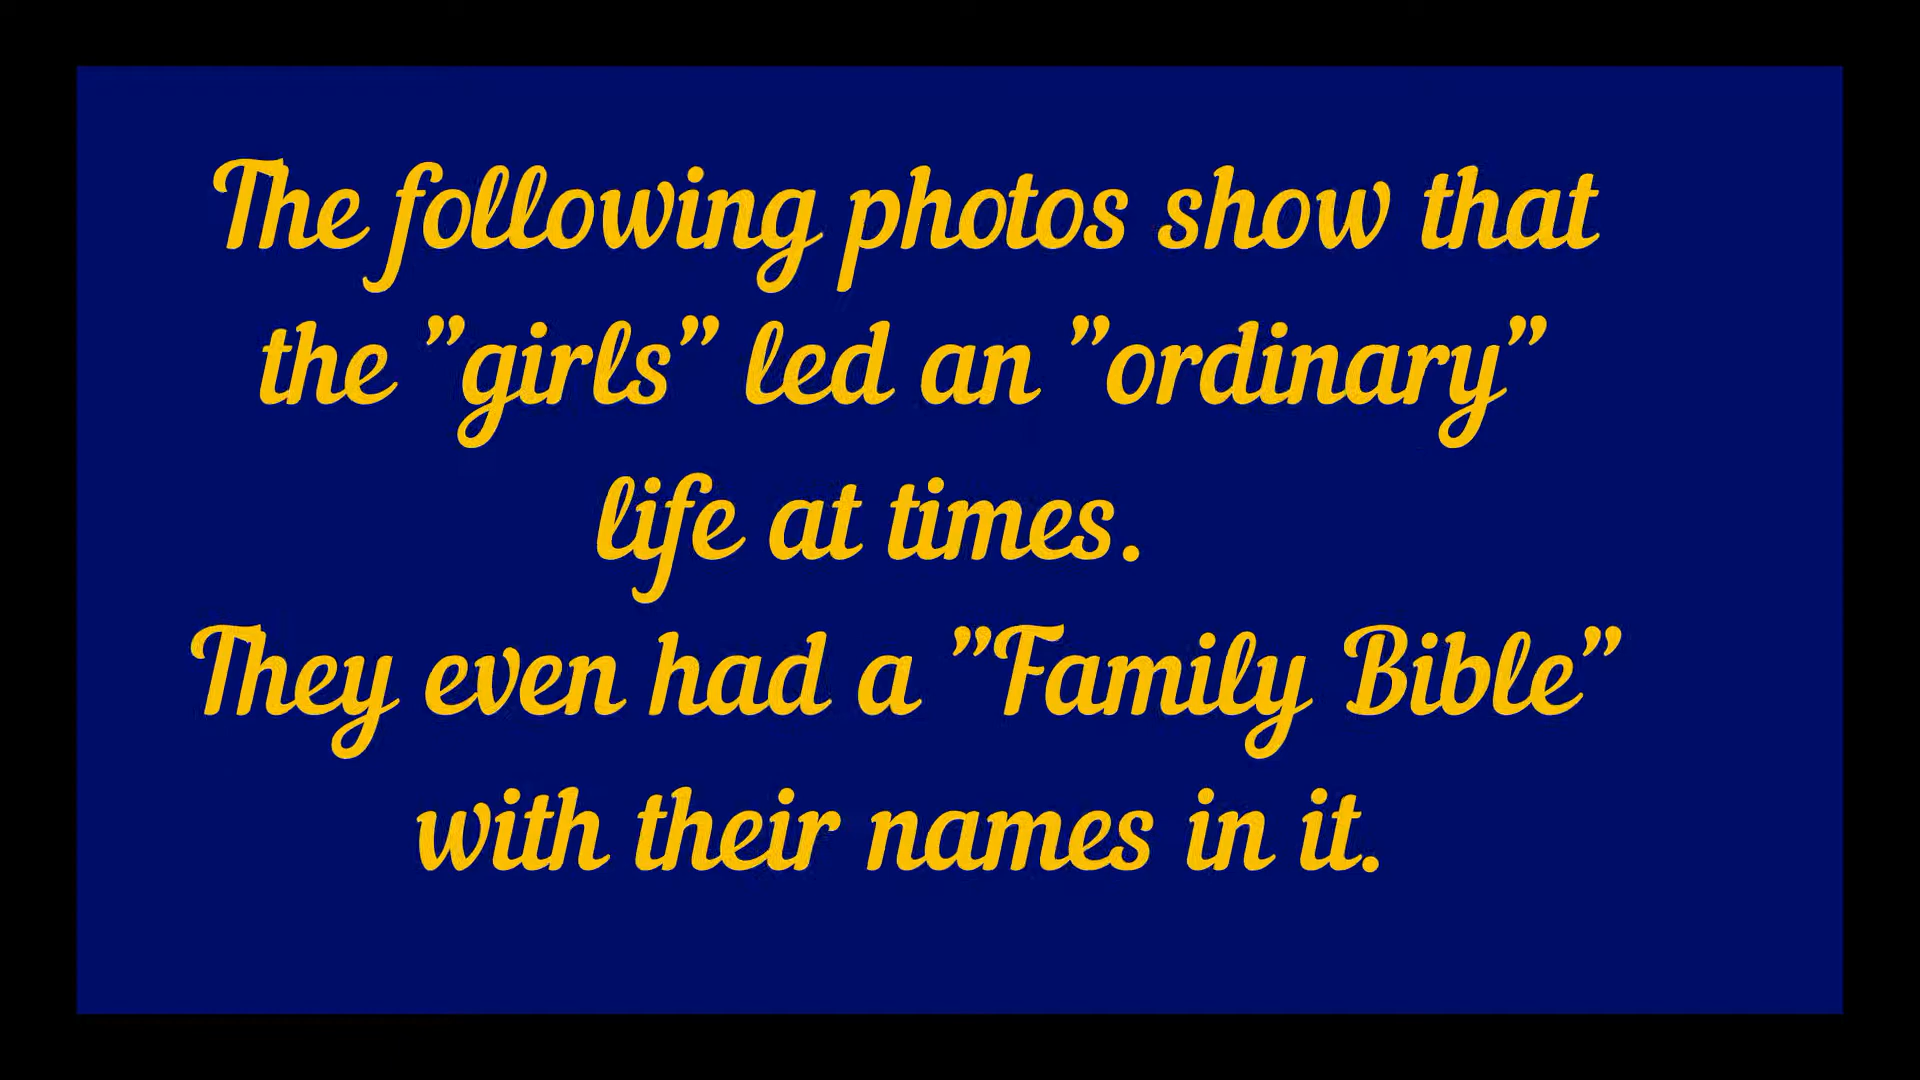 The following photos show that
the ”girls” led an ”ordinary”
life at times.
They even had a ”Family Bible”
with their names in it.